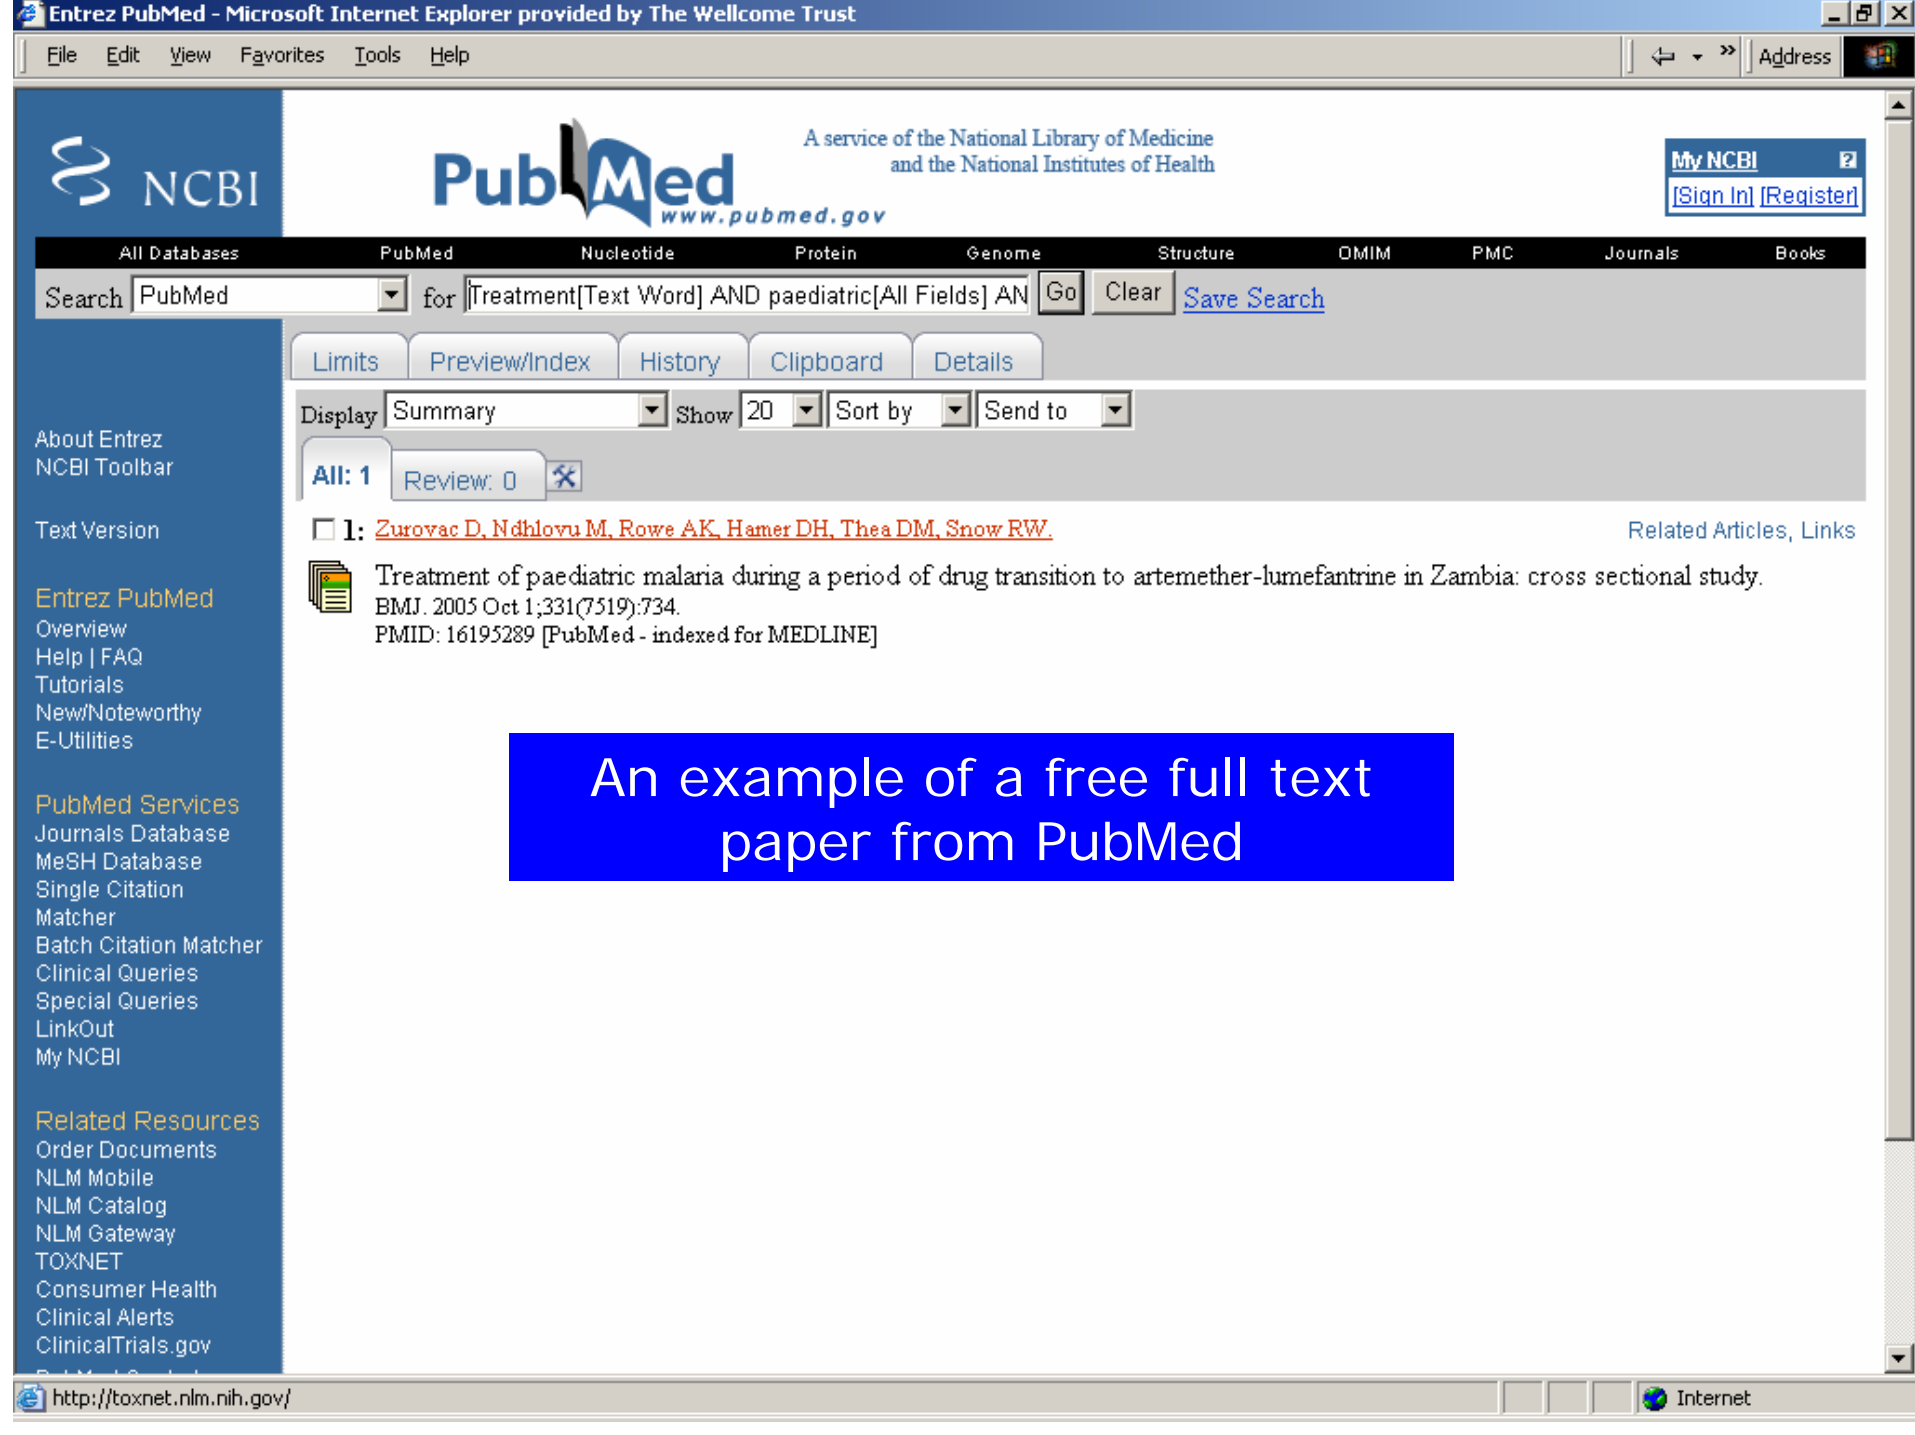 Entrez PubMed - Microsoft Internet Explorer provided by The Wellcome Trust
File Edit View Favorites Tools Help
» Address
NCBI
PubMed
www.pubmed.gov
A service of the National Library of Medicine
and the National Institutes of Health
My NCBI ?
[Sign In] [Register]
All Databases PubMed Nucleotide Protein Genome Structure OMIM PMC Journals Books
Search PubMed for Treatment[Text Word] AND paediatric[All Fields] AN Go Clear Save Search
Limits Preview/Index History Clipboard Details
Display Summary Show 20 Sort by Send to
All: 1 Review: 0
1: Zurovac D, Ndhlovu M, Rowe AK, Hamer DH, Thea DM, Snow RW. Related Articles, Links
Treatment of paediatric malaria during a period of drug transition to artemether-lumefantrine in Zambia: cross sectional study.
BMJ. 2005 Oct 1;331(7519):734.
PMID: 16195289 [PubMed - indexed for MEDLINE]
An example of a free full text
paper from PubMed
About Entrez
NCBI Toolbar
Text Version
Entrez PubMed
Overview
Help | FAQ
Tutorials
New/Noteworthy
E-Utilities
PubMed Services
Journals Database
MeSH Database
Single Citation
Matcher
Batch Citation Matcher
Clinical Queries
Special Queries
LinkOut
My NCBI
Related Resources
Order Documents
NLM Mobile
NLM Catalog
NLM Gateway
TOXNET
Consumer Health
Clinical Alerts
ClinicalTrials.gov
http://toxnet.nlm.nih.gov/
Internet